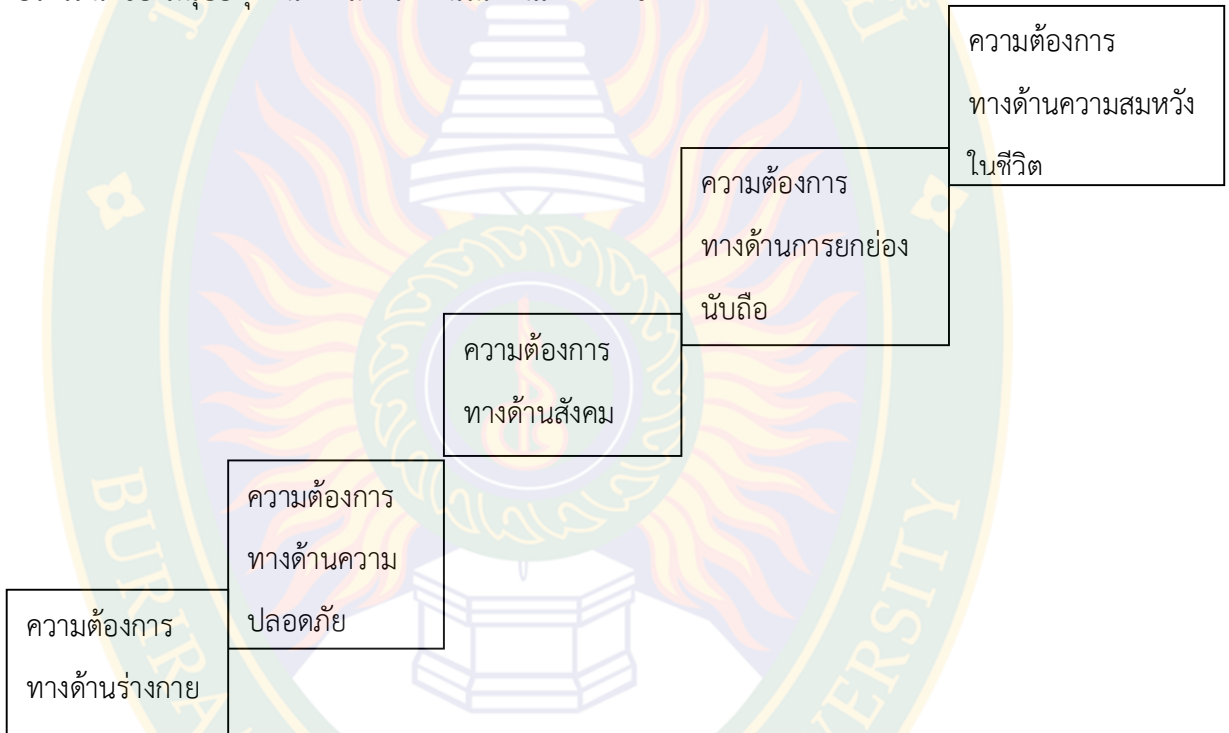 ความต้องการ
ทางด้านความสมหวัง
ในชีวิต
ความต้องการ
ทางด้านการยกย่อง
นับถือ
ความต้องการ
ทางด้านสังคม
ความต้องการ
ทางด้านความ
ปลอดภัย
ความต้องการ
ทางด้านร่างกาย